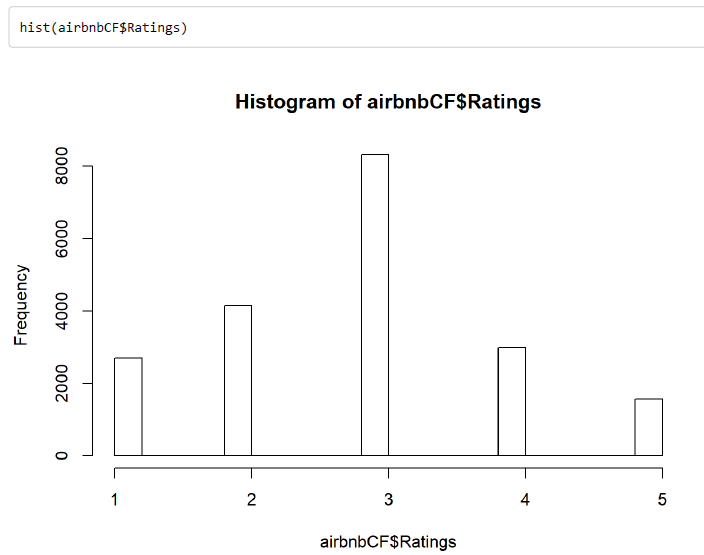 hist(airbnbCF$Ratings)
Histogram of airbnbCF$Ratings
Frequency
8000
6000
4000
2000
0
1 2 3 4 5
airbnbCF$Ratings